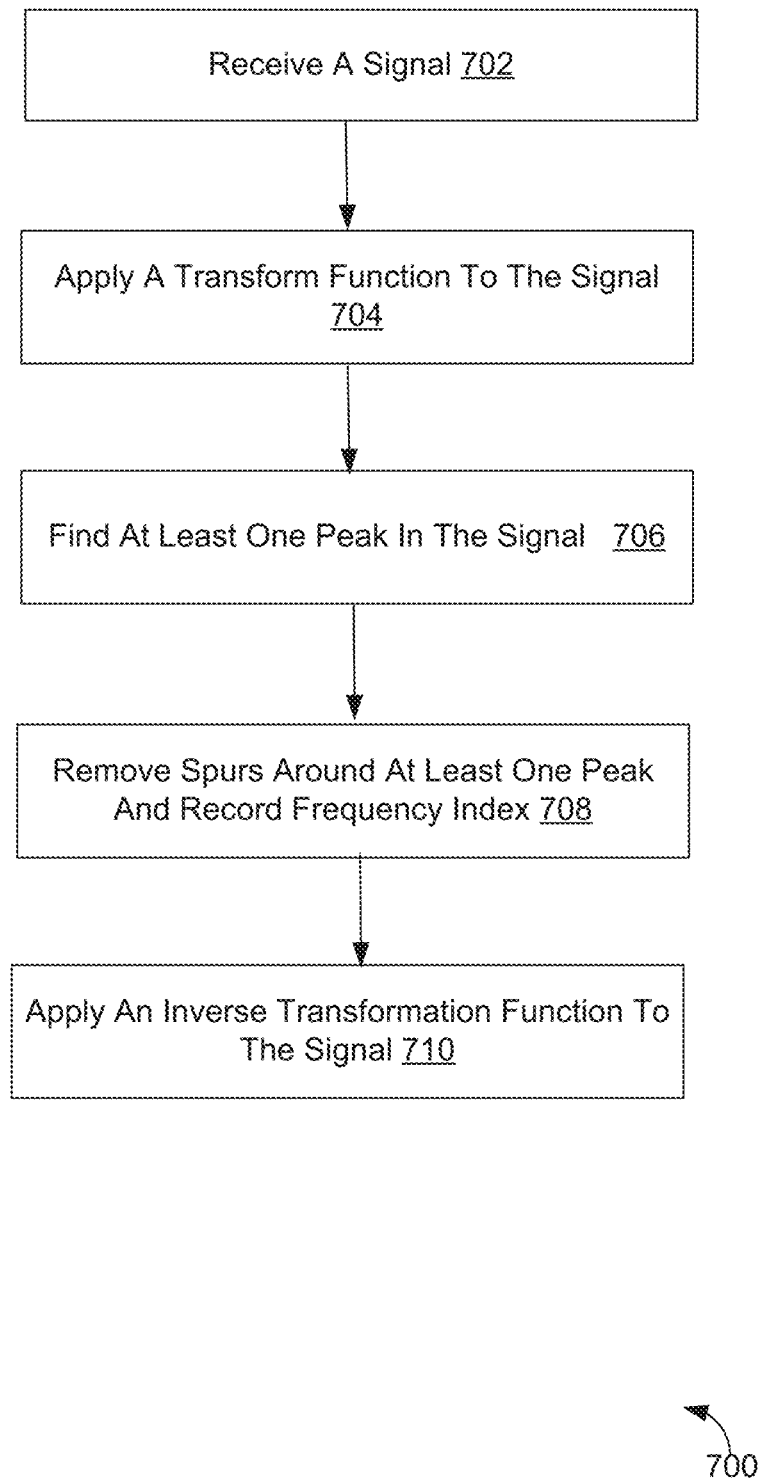 Receive A Signal 702
Apply A Transform Function To The Signal
704
Find At Least One Peak In The Signal 706
Remove Spurs Around At Least One Peak
And Record Frequency Index 708
Apply An Inverse Transformation Function To
The Signal 710
700